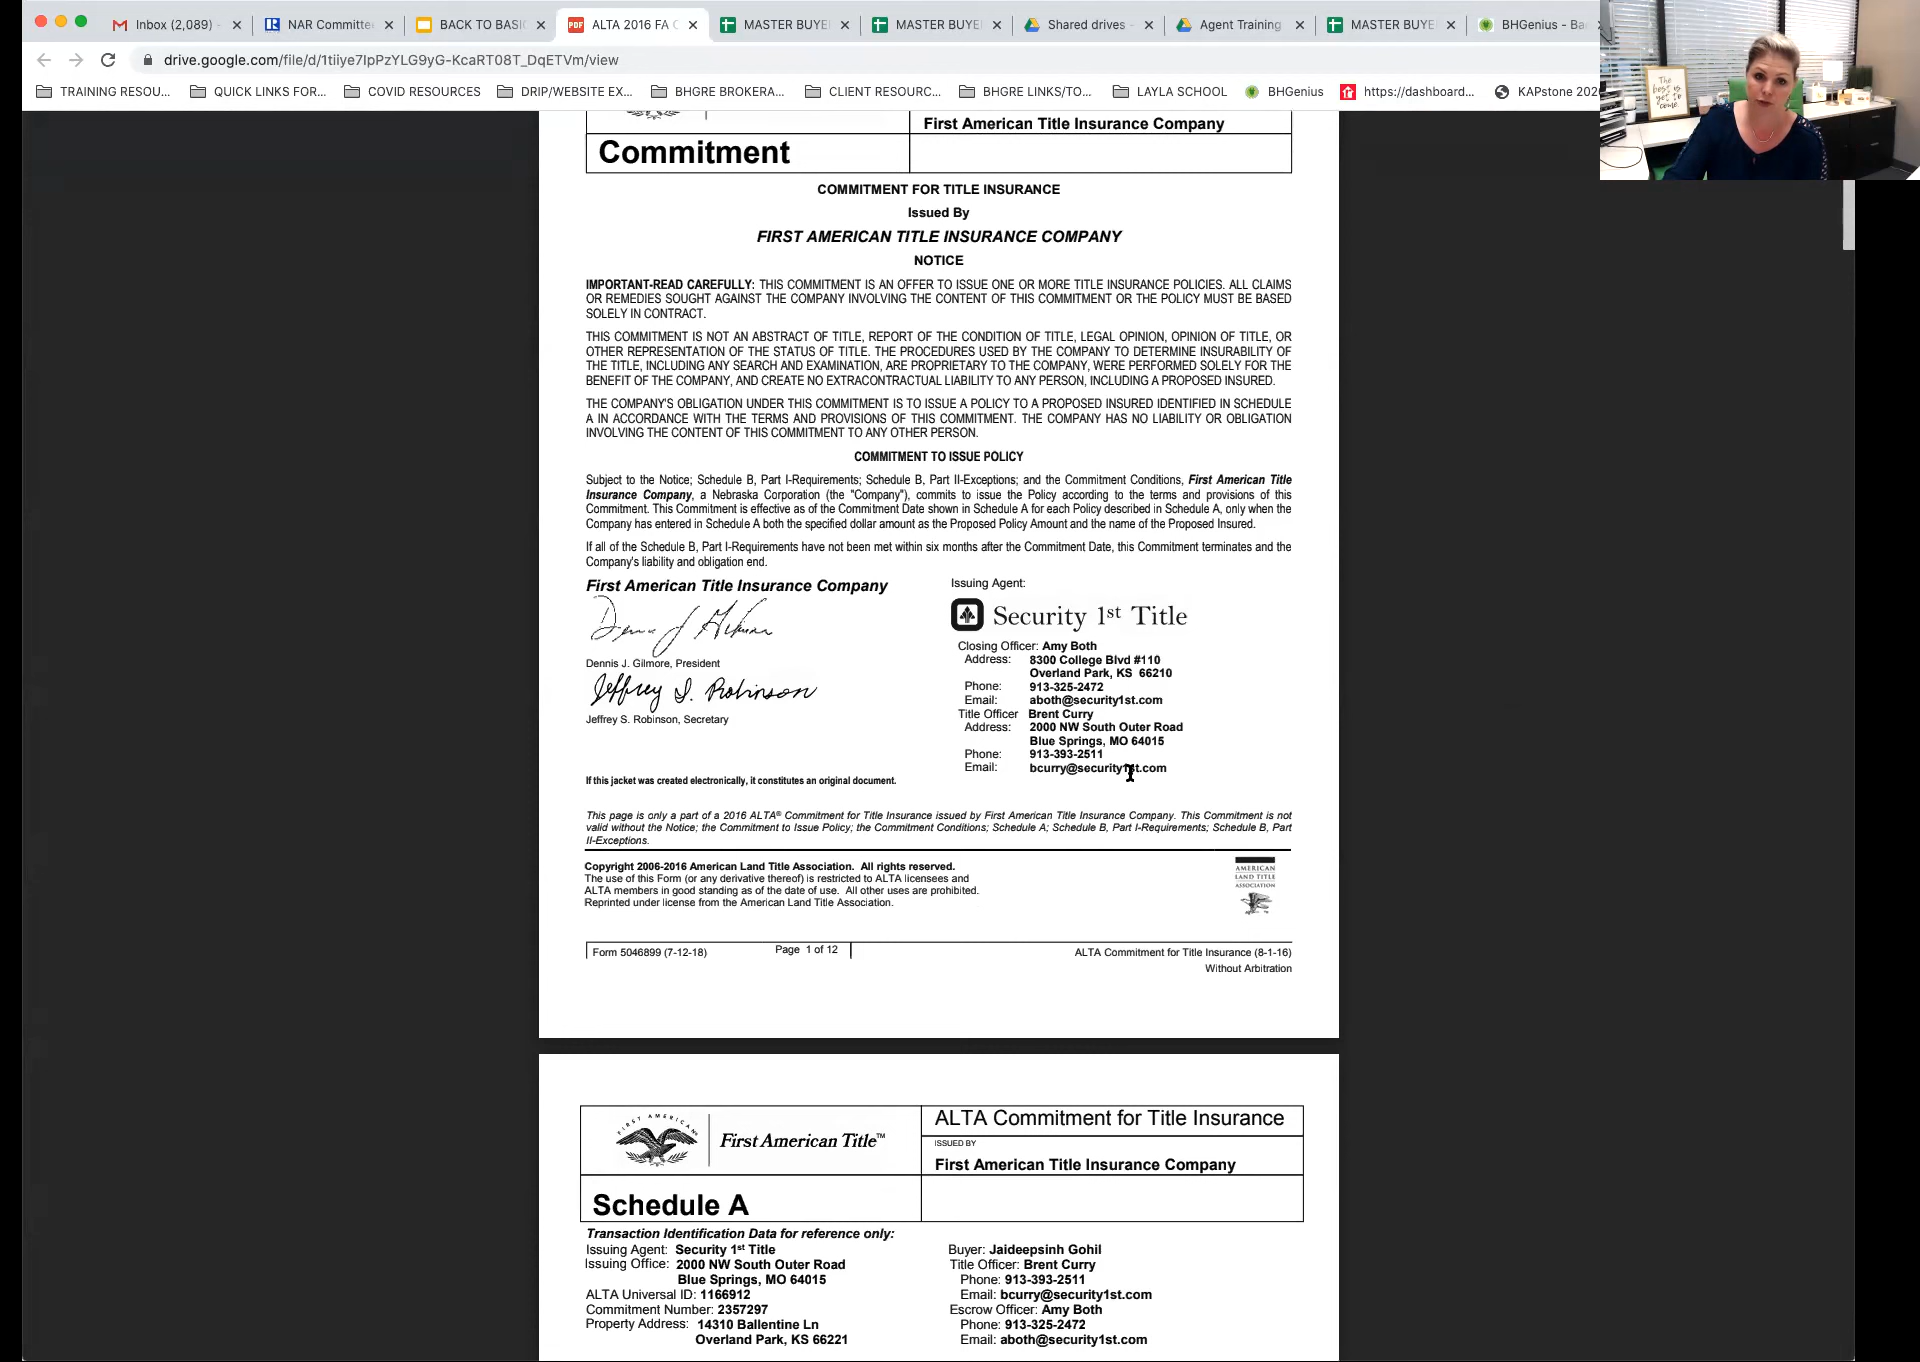 Inbox (2,089)
NAR Committe
BACK TO BASI
ALTA 2016 FA C
MASTER BUYE
MASTER BUYE
Shared drives -
Agent Training
MASTER BUYE
BHGenius - Ba
drive.google.com/file/d/1tiiye7IpPzYLG9yG-KcaRT08T_DqETVm/view
TRAINING RESOU...
QUICK LINKS FOR...
COVID RESOURCES
DRIP/WEBSITE EX...
BHGRE BROKERA...
CLIENT RESOURC...
BHGRE LINKS/TO...
LAYLA SCHOOL
BHGenius
https://dashboard...
KAPstone 202
The best is yet to come.
First American Title Insurance Company
Commitment
COMMITMENT FOR TITLE INSURANCE
Issued By
FIRST AMERICAN TITLE INSURANCE COMPANY
NOTICE
IMPORTANT-READ CAREFULLY: THIS COMMITMENT IS AN OFFER TO ISSUE ONE OR MORE TITLE INSURANCE POLICIES. ALL CLAIMS
OR REMEDIES SOUGHT AGAINST THE COMPANY INVOLVING THE CONTENT OF THIS COMMITMENT OR THE POLICY MUST BE BASED
SOLELY IN CONTRACT.
THIS COMMITMENT IS NOT AN ABSTRACT OF TITLE, REPORT OF THE CONDITION OF TITLE, LEGAL OPINION, OPINION OF TITLE, OR
OTHER REPRESENTATION OF THE STATUS OF TITLE. THE PROCEDURES USED BY THE COMPANY TO DETERMINE INSURABILITY OF
THE TITLE, INCLUDING ANY SEARCH AND EXAMINATION, ARE PROPRIETARY TO THE COMPANY, WERE PERFORMED SOLELY FOR THE
BENEFIT OF THE COMPANY, AND CREATE NO EXTRACONTRACTUAL LIABILITY TO ANY PERSON, INCLUDING A PROPOSED INSURED.
THE COMPANY'S OBLIGATION UNDER THIS COMMITMENT IS TO ISSUE A POLICY TO A PROPOSED INSURED IDENTIFIED IN SCHEDULE
A IN ACCORDANCE WITH THE TERMS AND PROVISIONS OF THIS COMMITMENT. THE COMPANY HAS NO LIABILITY OR OBLIGATION
INVOLVING THE CONTENT OF THIS COMMITMENT TO ANY OTHER PERSON.
COMMITMENT TO ISSUE POLICY
Subject to the Notice; Schedule B, Part I-Requirements; Schedule B, Part II-Exceptions; and the Commitment Conditions, First American Title
Insurance Company, a Nebraska Corporation (the "Company"), commits to issue the Policy according to the terms and provisions of this
Commitment. This Commitment is effective as of the Commitment Date shown in Schedule A for each Policy described in Schedule A, only when the
Company has entered in Schedule A both the specified dollar amount as the Proposed Policy Amount and the name of the Proposed Insured.
If all of the Schedule B, Part I-Requirements have not been met within six months after the Commitment Date, this Commitment terminates and the
Company's liability and obligation end.
First American Title Insurance Company
Dennis J. Gilmore, President
Jeffrey S. Robinson
Jeffrey S. Robinson, Secretary
If this jacket was created electronically, it constitutes an original document.
Issuing Agent:
Security 1st Title
Closing Officer: Amy Both
Address: 8300 College Blvd #110
Overland Park, KS 66210
Phone: 913-325-2472
Email: aboth@security1st.com
Title Officer Brent Curry
Address: 2000 NW South Outer Road
Blue Springs, MO 64015
Phone: 913-393-2511
Email: bcurry@security1st.com
This page is only a part of a 2016 ALTA® Commitment for Title Insurance issued by First American Title Insurance Company. This Commitment is not
valid without the Notice; the Commitment to Issue Policy; the Commitment Conditions; Schedule A; Schedule B, Part I-Requirements; Schedule B, Part
II-Exceptions.
Copyright 2006-2016 American Land Title Association. All rights reserved.
The use of this Form (or any derivative thereof) is restricted to ALTA licensees and
ALTA members in good standing as of the date of use. All other uses are prohibited.
Reprinted under license from the American Land Title Association.
AMERICAN
LAND TITLE
ASSOCIATION
Form 5046899 (7-12-18)
Page 1 of 12
ALTA Commitment for Title Insurance (8-1-16)
Without Arbitration
FIRST AMERICAN
First American Title™
ALTA Commitment for Title Insurance
ISSUED BY
First American Title Insurance Company
Schedule A
Transaction Identification Data for reference only:
Issuing Agent: Security 1st Title
Issuing Office: 2000 NW South Outer Road
Blue Springs, MO 64015
ALTA Universal ID: 1166912
Commitment Number: 2357297
Property Address: 14310 Ballentine Ln
Overland Park, KS 66221
Buyer: Jaideepsinh Gohil
Title Officer: Brent Curry
Phone: 913-393-2511
Email: bcurry@security1st.com
Escrow Officer: Amy Both
Phone: 913-325-2472
Email: aboth@security1st.com